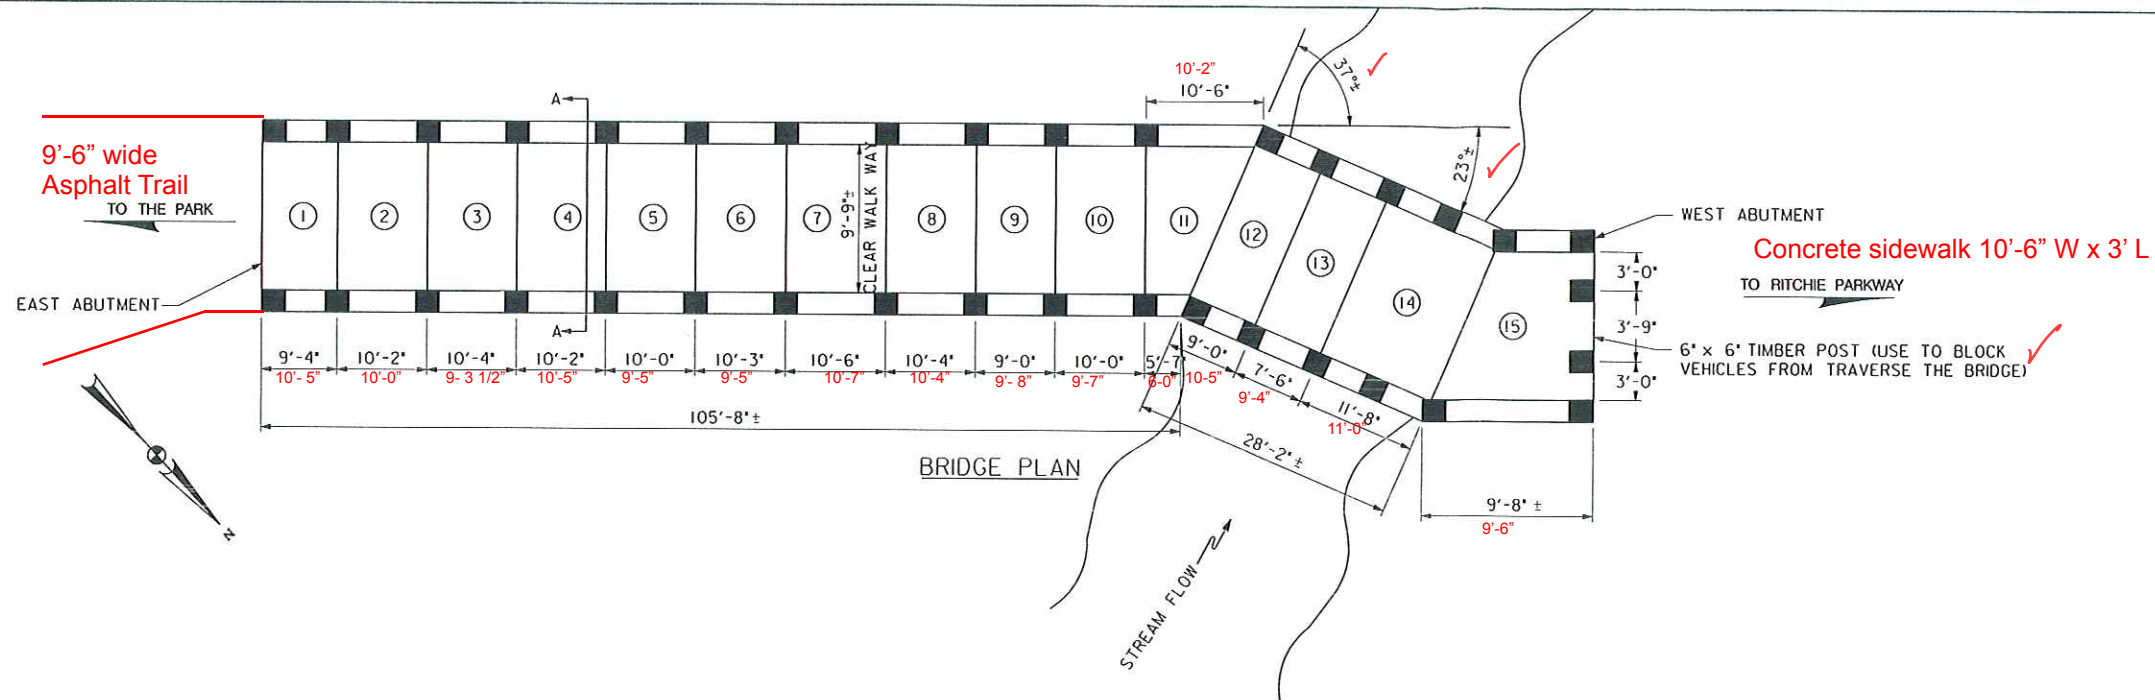 10'-2"
10'-6"
37°±
A
9'-6" wide
Asphalt Trail
TO THE PARK
23°±
WEST ABUTMENT
Concrete sidewalk 10'-6" W x 3' L
TO RITCHIE PARKWAY
1
2
3
4
5
6
7
9'-9"±
CLEAR WALK WAY
8
9
10
11
12
13
14
15
3'-0"
3'-9"
3'-0"
6" x 6" TIMBER POST (USE TO BLOCK
VEHICLES FROM TRAVERSE THE BRIDGE)
EAST ABUTMENT
A
9'-4" 10'-2" 10'-4" 10'-2" 10'-0" 10'-3" 10'-6" 10'-4" 9'-0" 10'-0" 5'-7" 9'-0" 7'-6" 11'-8"
10'- 5" 10'-0" 9- 3 1/2" 10'-5" 9'-5" 9'-5" 10'-7" 10'-4" 9'- 8" 9'-7" 6-0" 10-5" 9'-4" 11'-0"
105'-8"±
28'-2"±
BRIDGE PLAN
9'-8" ±
9'-6"
N
STREAM FLOW